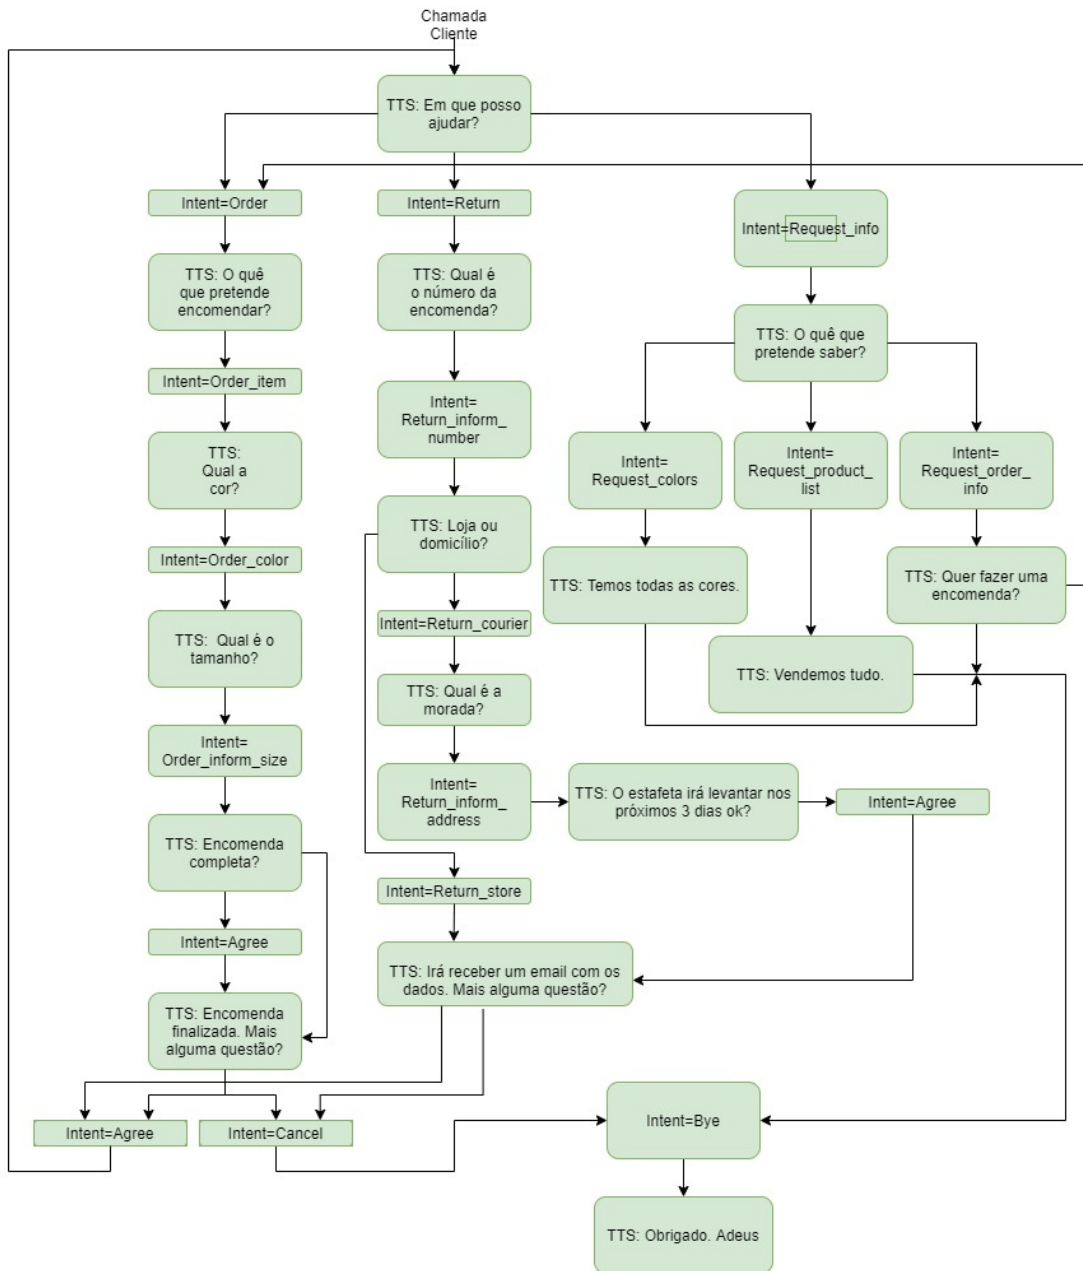 Chamada
Cliente
TTS: Em que posso
ajudar?
Intent=Order
Intent=Return
Intent=Request_info
TTS: O quê
que pretende
encomendar?
TTS: Qual é
o número da
encomenda?
TTS: O quê que
pretende saber?
Intent=Order_item
Intent=
Return_inform_
number
TTS:
Qual a
cor?
Intent=
Request_colors
Intent=
Request_product_
list
Intent=
Request_order_
info
TTS: Loja ou
domicílio?
Intent=Order_color
TTS: Temos todas as cores.
TTS: Quer fazer uma
encomenda?
Intent=Return_courier
TTS: Qual é o
tamanho?
TTS: Vendemos tudo.
TTS: Qual é a
morada?
Intent=
Order_inform_size
Intent=
Return_inform_
address
TTS: O estafeta irá levantar nos
próximos 3 dias ok?
Intent=Agree
TTS: Encomenda
completa?
Intent=Return_store
Intent=Agree
TTS: Irá receber um email com os
dados. Mais alguma questão?
TTS: Encomenda
finalizada. Mais
alguma questão?
Intent=Agree
Intent=Cancel
Intent=Bye
TTS: Obrigado. Adeus